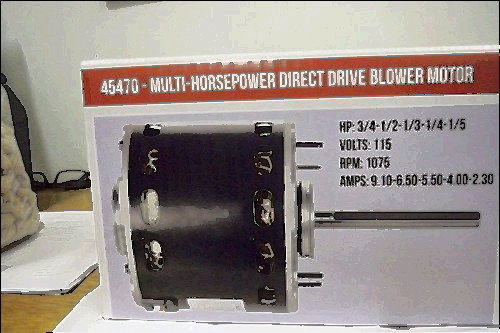 45470 - MULTI-HORSEPOWER DIRECT DRIVE BLOWER MOTOR
HP: 3/4-1/2-1/3-1/4-1/5
VOLTS: 115
RPM: 1075
AMPS: 9.10-6.50-5.50-4.00-2.30